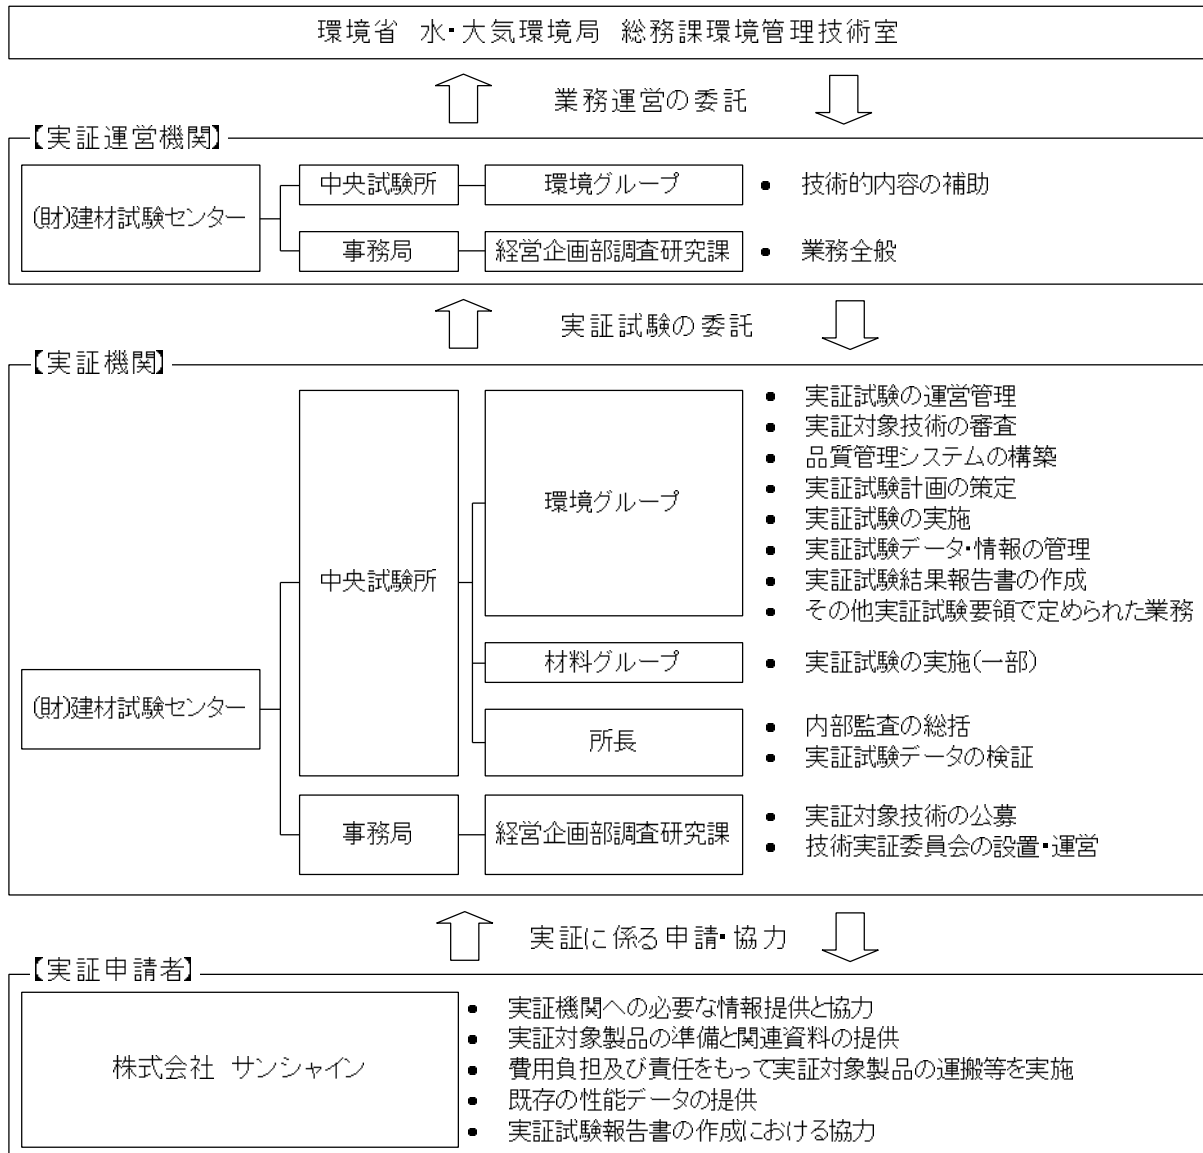 環境省 水・大気環境局 総務課環境管理技術室
業務運営の委託
【実証運営機関】
(財)建材試験センター
中央試験所
環境グループ
● 技術的内容の補助
事務局
経営企画部調査研究課
● 業務全般
実証試験の委託
【実証機関】
(財)建材試験センター
中央試験所
環境グループ
● 実証試験の運営管理
● 実証対象技術の審査
● 品質管理システムの構築
● 実証試験計画の策定
● 実証試験の実施
● 実証試験データ・情報の管理
● 実証試験結果報告書の作成
● その他実証試験要領で定められた業務
材料グループ
● 実証試験の実施(一部)
所長
● 内部監査の総括
● 実証試験データの検証
事務局
経営企画部調査研究課
● 実証対象技術の公募
● 技術実証委員会の設置・運営
実証に係る申請・協力
【実証申請者】
株式会社 サンシャイン
● 実証機関への必要な情報提供と協力
● 実証対象製品の準備と関連資料の提供
● 費用負担及び責任をもって実証対象製品の運搬等を実施
● 既存の性能データの提供
● 実証試験報告書の作成における協力